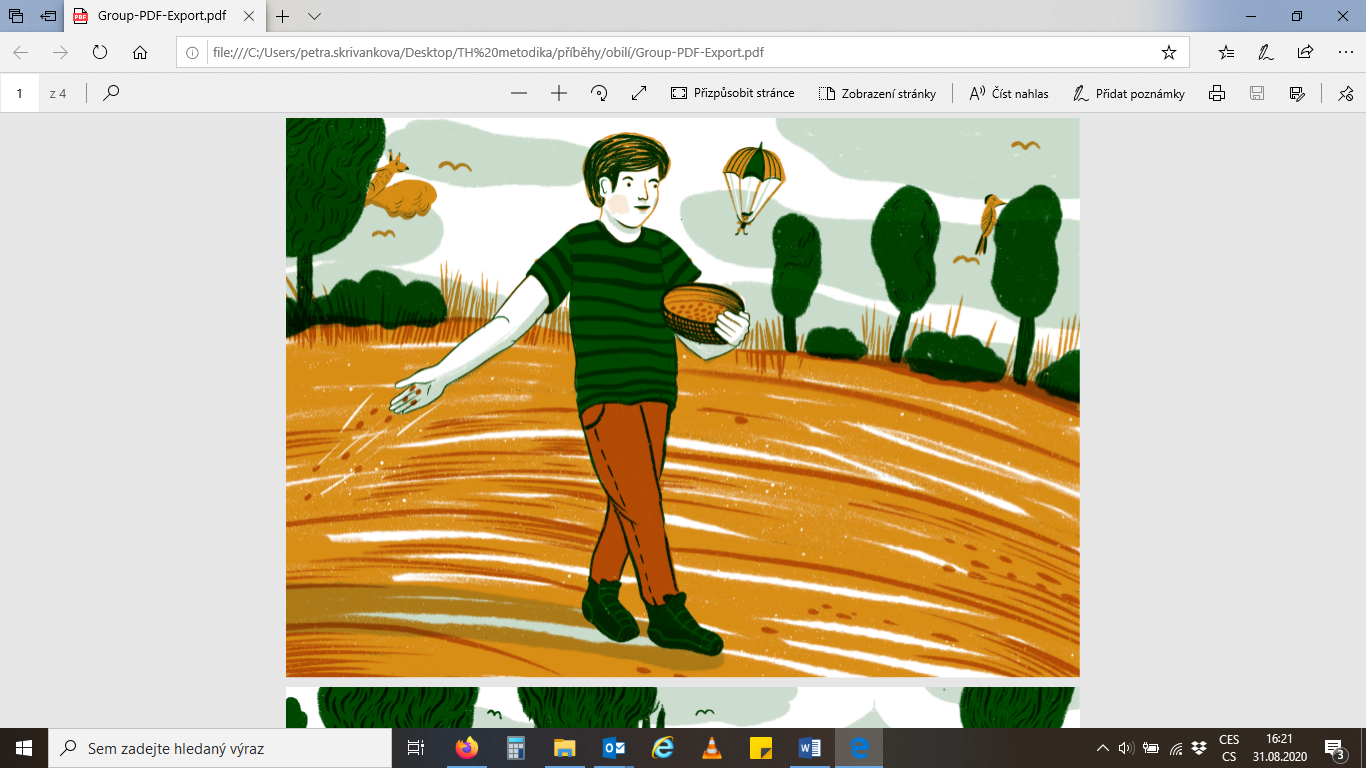 Group-PDF-Export.pdf
file:///C:/Users/petra.skrivankova/Desktop/TH%20metodika/příběhy/obilí/Group-PDF-Export.pdf
1 z 4 Přizpůsobit stránce Zobrazení stránky Číst nahlas Přidat poznámky
Sem zadejte hledaný výraz
CES
CS
16:21
31.08.2020
3